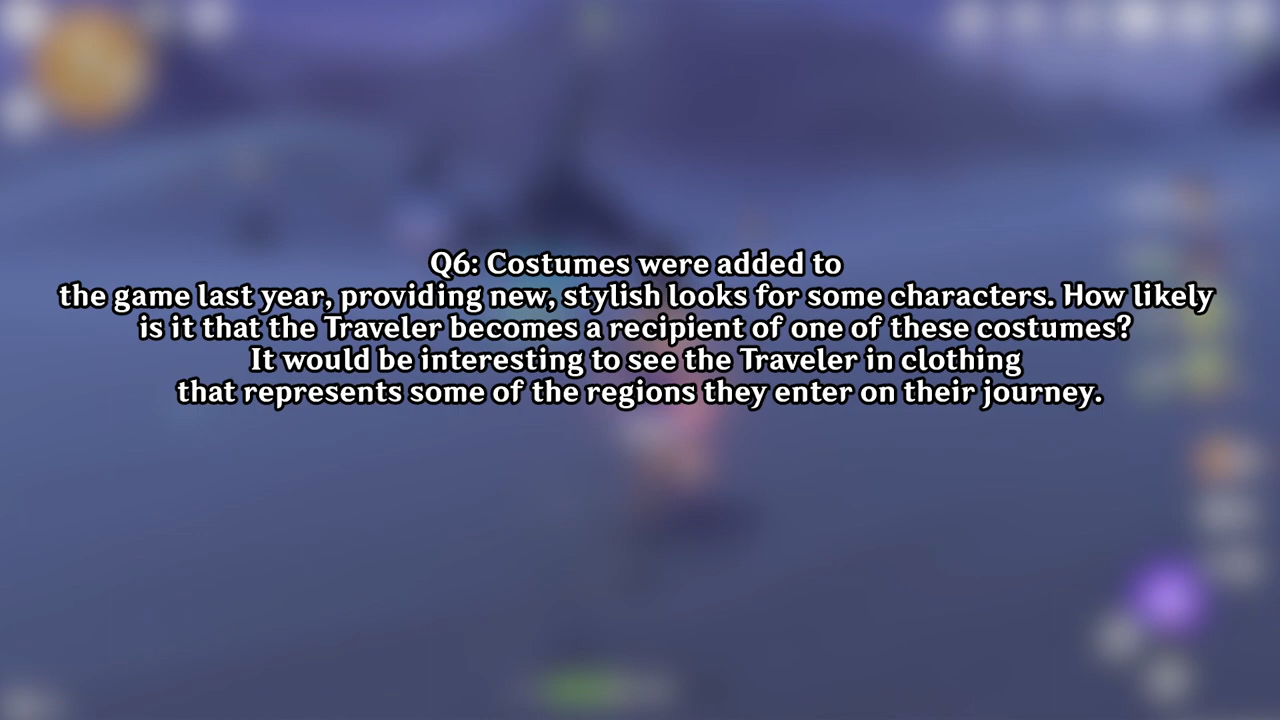 Q6: Costumes were added to
the game last year, providing new, stylish looks for some characters. How likely
is it that the Traveler becomes a recipient of one of these costumes?
It would be interesting to see the Traveler in clothing
that represents some of the regions they enter on their journey.